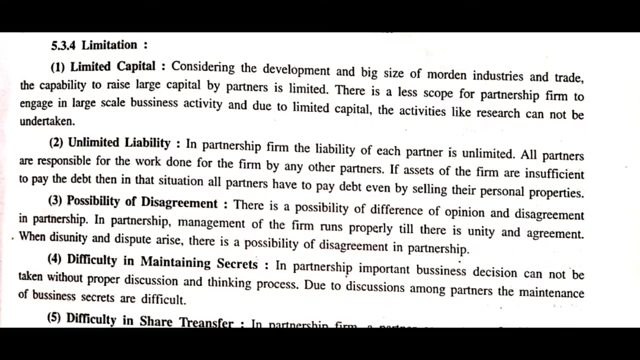 5.3.4 Limitation :
(1) Limited Capital : Considering the development and big size of morden industries and trade,
the capability to raise large capital by partners is limited. There is a less scope for partnership firm to
engage in large scale bussiness activity and due to limited capital, the activities like research can not be
undertaken.
(2) Unlimited Liability : In partnership firm the liability of each partner is unlimited. All partners
are responsible for the work done for the firm by any other partners. If assets of the firm are insufficient
to pay the debt then in that situation all partners have to pay debt even by selling their personal properties.
(3) Possibility of Disagreement : There is a possibility of difference of opinion and disagreement
in partnership. In partnership, management of the firm runs properly till there is unity and agreement.
When disunity and dispute arise, there is a possibility of disagreement in partnership.
(4) Difficulty in Maintaining Secrets : In partnership important bussiness decision can not be
taken without proper discussion and thinking process. Due to discussions among partners the maintenance
of bussiness secrets are difficult.
(5) Difficulty in Share Treansfer : In partnership firm, a partner